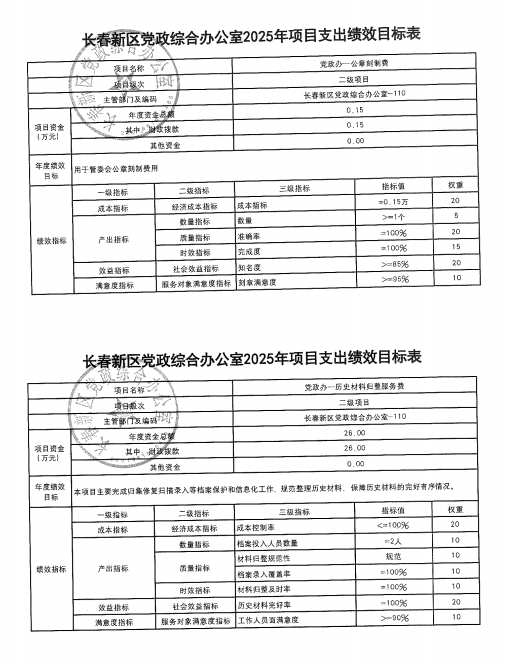 长春新区党政综合办公室2025年项目支出绩效目标表
项目名称 党政办—公章刻制费
项目级次 二级项目
主管部门及编码 长春新区党政综合办公室-110
项目资金（万元） 年度资金总额 0.15
其中：财政拨款 0.15
其他资金 0.00
年度绩效目标 用于管委会公章刻制费用
绩效指标 一级指标 二级指标 三级指标 指标值 权重
成本指标 经济成本指标 成本指标 =0.15万 20
产出指标 数量指标 数量 >=1个 5
质量指标 准确率 =100% 20
时效指标 完成度 =100% 15
效益指标 社会效益指标 知名度 >=85% 20
满意度指标 服务对象满意度指标 刻章满意度 >=95% 10
长春新区党政综合办公室2025年项目支出绩效目标表
项目名称 党政办—历史材料归整服务费
项目级次 二级项目
主管部门及编码 长春新区党政综合办公室-110
项目资金（万元） 年度资金总额 26.00
其中：财政拨款 26.00
其他资金 0.00
年度绩效目标 本项目主要完成归集修复扫描录入等档案保护和信息化工作，规范整理历史材料，保障历史材料的完好有序情况。
绩效指标 一级指标 二级指标 三级指标 指标值 权重
成本指标 经济成本指标 成本控制率 <=100% 20
产出指标 数量指标 档案投入人员数量 =2人 10
质量指标 材料归整规范性 规范 10
档案录入覆盖率 =100% 10
时效指标 材料归整及时率 =100% 10
效益指标 社会效益指标 历史材料完好率 =100% 20
满意度指标 服务对象满意度指标 工作人员面满意度 >=90% 10